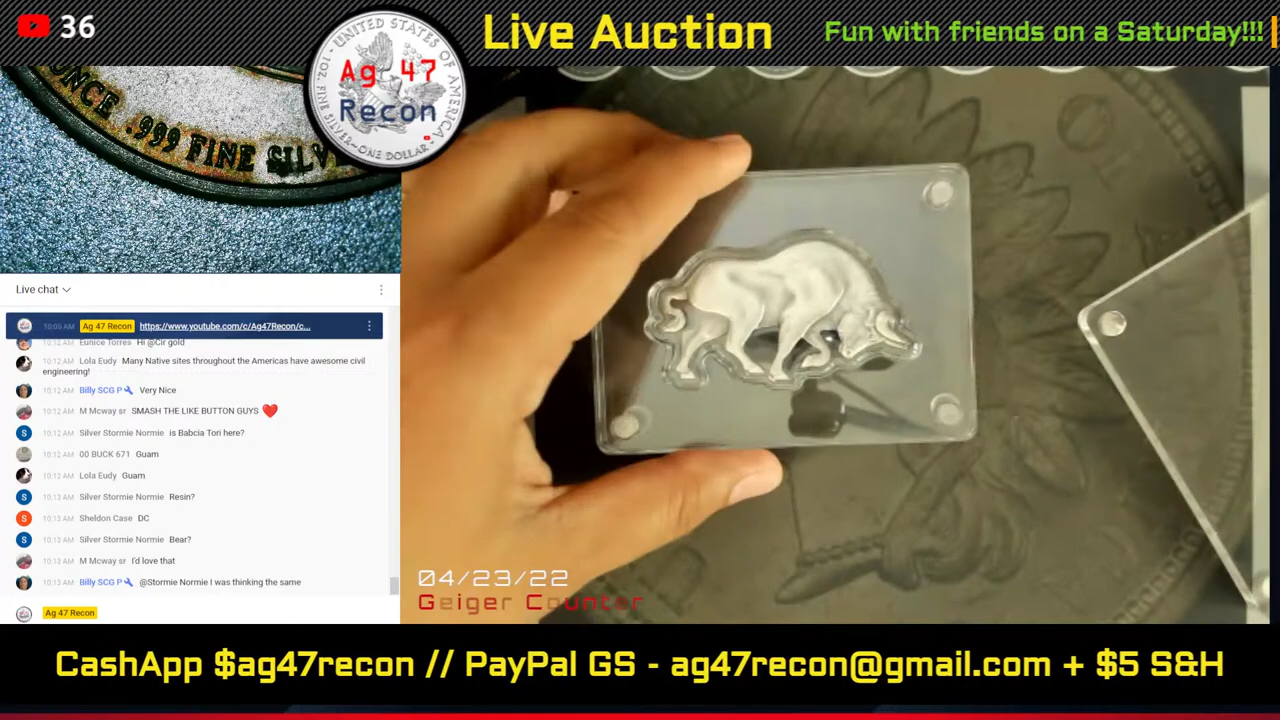 36
UNITED STATES OF AMERICA
1 OZ. FINE SILVER~ONE DOLLAR
Ag 47
Recon
Live Auction
Fun with friends on a Saturday!!!
OUNCE .999 FINE SILV
Live chat
10:05 AM Ag 47 Recon https://www.youtube.com/c/Ag47Recon/c...
10:12 AM Eunice Torres Hi @Cir gold
10:12 AM Lola Eudy Many Native sites throughout the Americas have awesome civil
engineering!
10:12 AM Billy SCG P Very Nice
10:12 AM M Mcway sr SMASH THE LIKE BUTTON GUYS ❤️
10:12 AM Silver Stormie Normie is Babcia Tori here?
10:12 AM 00 BUCK 671 Guam
10:12 AM Lola Eudy Guam
10:13 AM Silver Stormie Normie Resin?
10:13 AM Sheldon Case DC
10:13 AM Silver Stormie Normie Bear?
10:13 AM M Mcway sr I'd love that
10:13 AM Billy SCG P @Stormie Normie I was thinking the same
Ag 47 Recon
04/23/22
Geiger Counter
CashApp $ag47recon // PayPal GS - ag47recon@gmail.com + $5 S&H